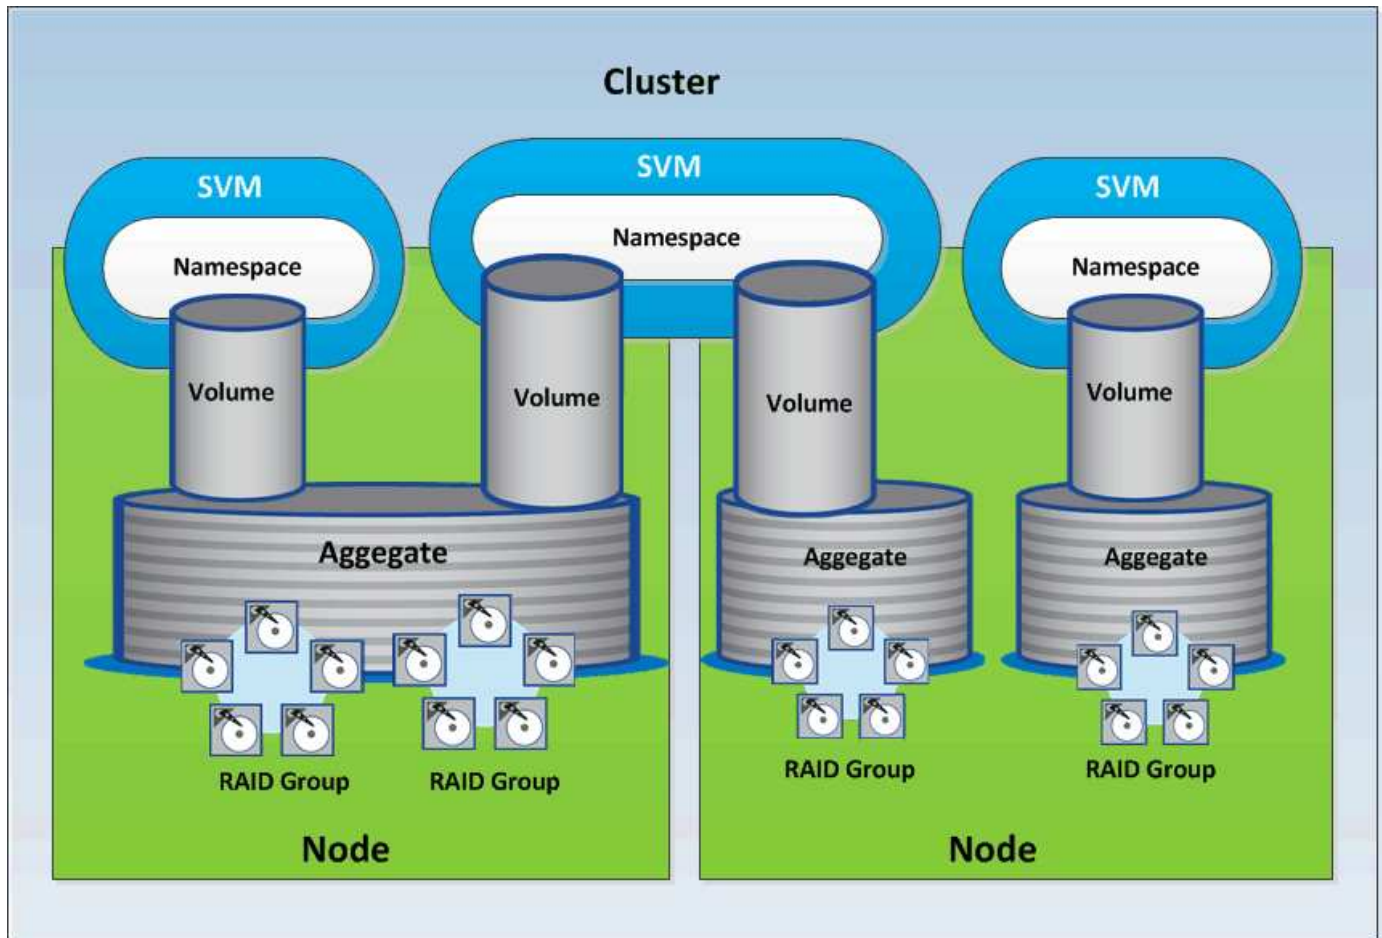 Cluster
SVM
SVM
SVM
Namespace
Namespace
Namespace
Volume
Volume
Volume
Volume
Aggegate
Aggegate
Aggegate
RAID Group
RAID Group
RAID Group
RAID Group
Node
Node